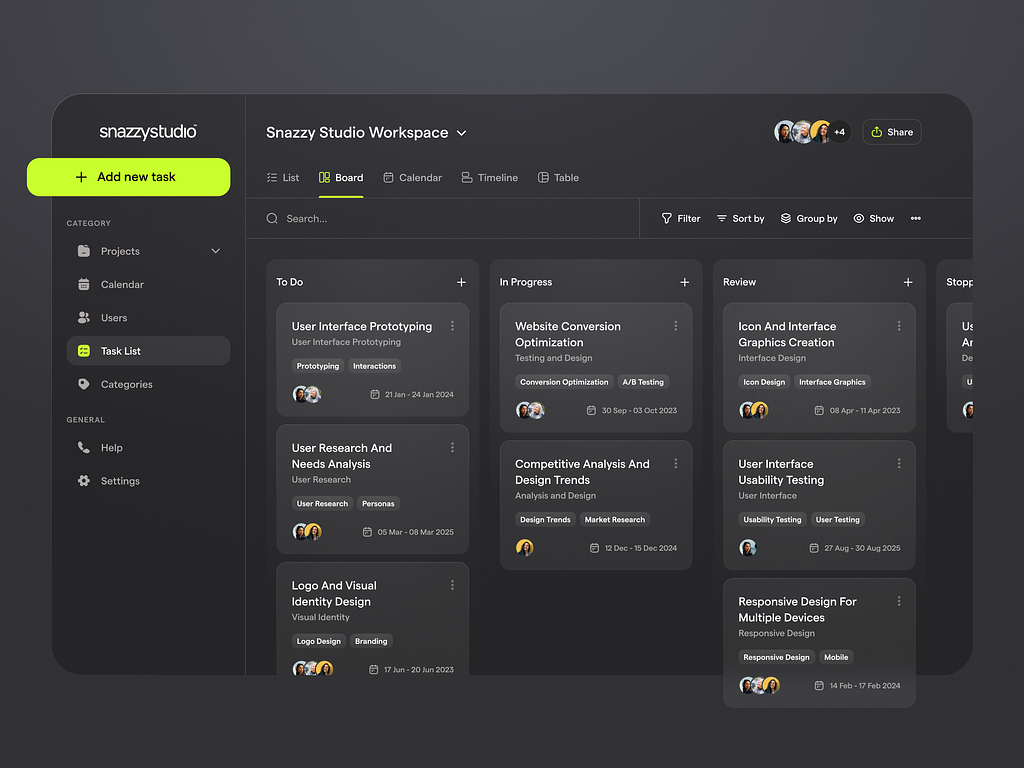 snazzystudio™
Add new task
CATEGORY
Projects
Calendar
Users
Task List
Categories
GENERAL
Help
Settings
Snazzy Studio Workspace
+4
Share
List
Board
Calendar
Timeline
Table
Search...
Filter
Sort by
Group by
Show
To Do
User Interface Prototyping
User Interface Prototyping
Prototyping
Interactions
21 Jan - 24 Jan 2024
User Research And
Needs Analysis
User Research
User Research
Personas
05 Mar - 08 Mar 2025
Logo And Visual
Identity Design
Visual Identity
Logo Design
Branding
17 Jun - 20 Jun 2023
In Progress
Website Conversion
Optimization
Testing and Design
Conversion Optimization
A/B Testing
30 Sep - 03 Oct 2023
Competitive Analysis And
Design Trends
Analysis and Design
Design Trends
Market Research
12 Dec - 15 Dec 2024
Review
Icon And Interface
Graphics Creation
Interface Design
Icon Design
Interface Graphics
08 Apr - 11 Apr 2023
User Interface
Usability Testing
User Interface
Usability Testing
User Testing
27 Aug - 30 Aug 2025
Responsive Design For
Multiple Devices
Responsive Design
Responsive Design
Mobile
14 Feb - 17 Feb 2024